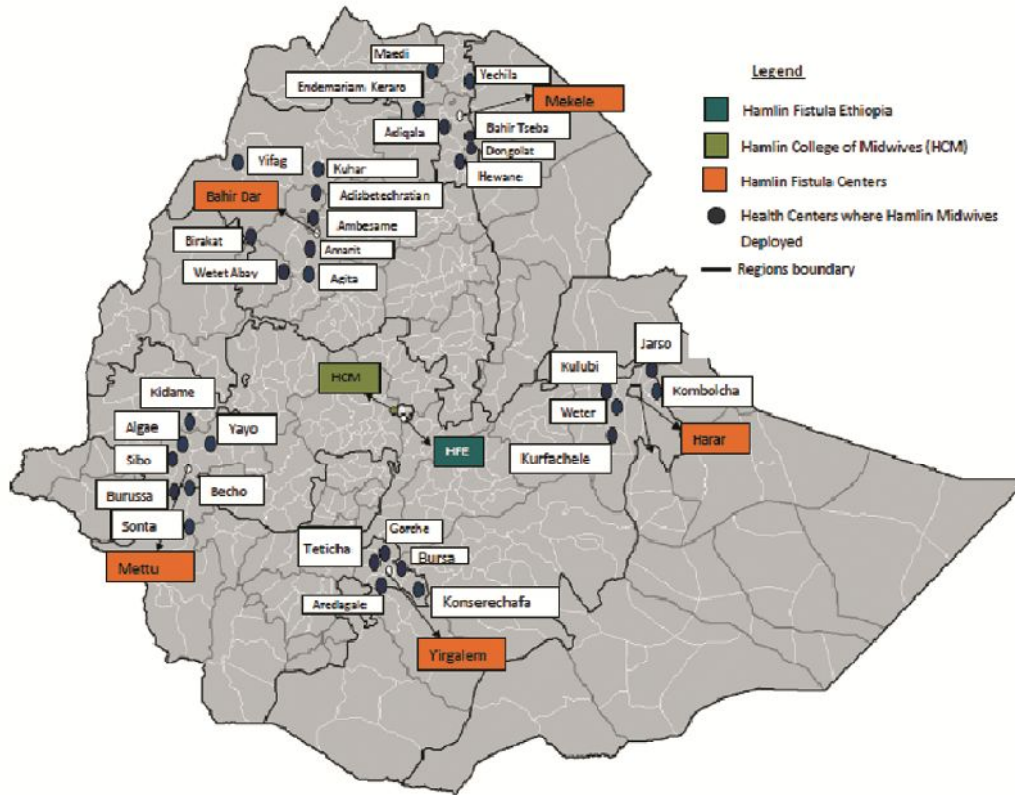 Maedi
Yechila
Legend
Endemariam Keraro
Mekele
Hamlin Fistula Ethiopia
Adiqala
Bahir Tseba
Hamlin College of Midwives (HCM)
Dongolat
Yifag
Kuhar
Hewane
Hamlin Fistula Centers
Bahir Dar
Adisbetechrstian
Health Centers where Hamlin Midwives
Deployed
Ambesame
Birakat
Amarit
Regions boundary
Wetet Abay
Agita
Jarso
Kulubi
HCM
Kombolcha
Kidame
Weter
Algae
Yayo
Harar
HFE
Kurfachele
Sibo
Burussa
Becho
Sonta
Gorche
Teticha
Bursa
Mettu
Aredagale
Konserechafa
Yirgalem